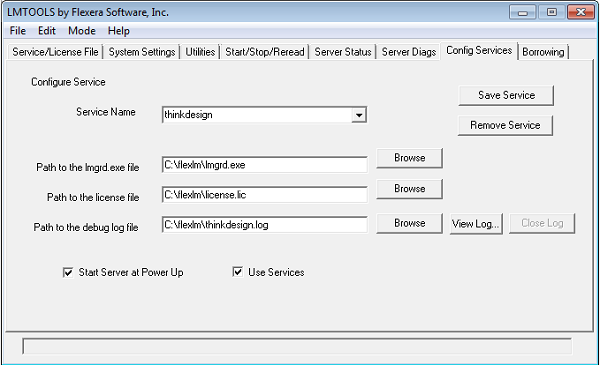 LMTOOLS by Flexera Software, Inc.
File Edit Mode Help
Service/License File System Settings Utilities Start/Stop/Reread Server Status Server Diags Config Services Borrowing
Configure Service
Save Service
Service Name thinkdesign
Remove Service
Path to the lmgrd.exe file C:\flexlm\lmgrd.exe Browse
Path to the license file C:\flexlm\license.lic Browse
Path to the debug log file C:\flexlm\thinkdesign.log Browse View Log... Close Log
Start Server at Power Up Use Services